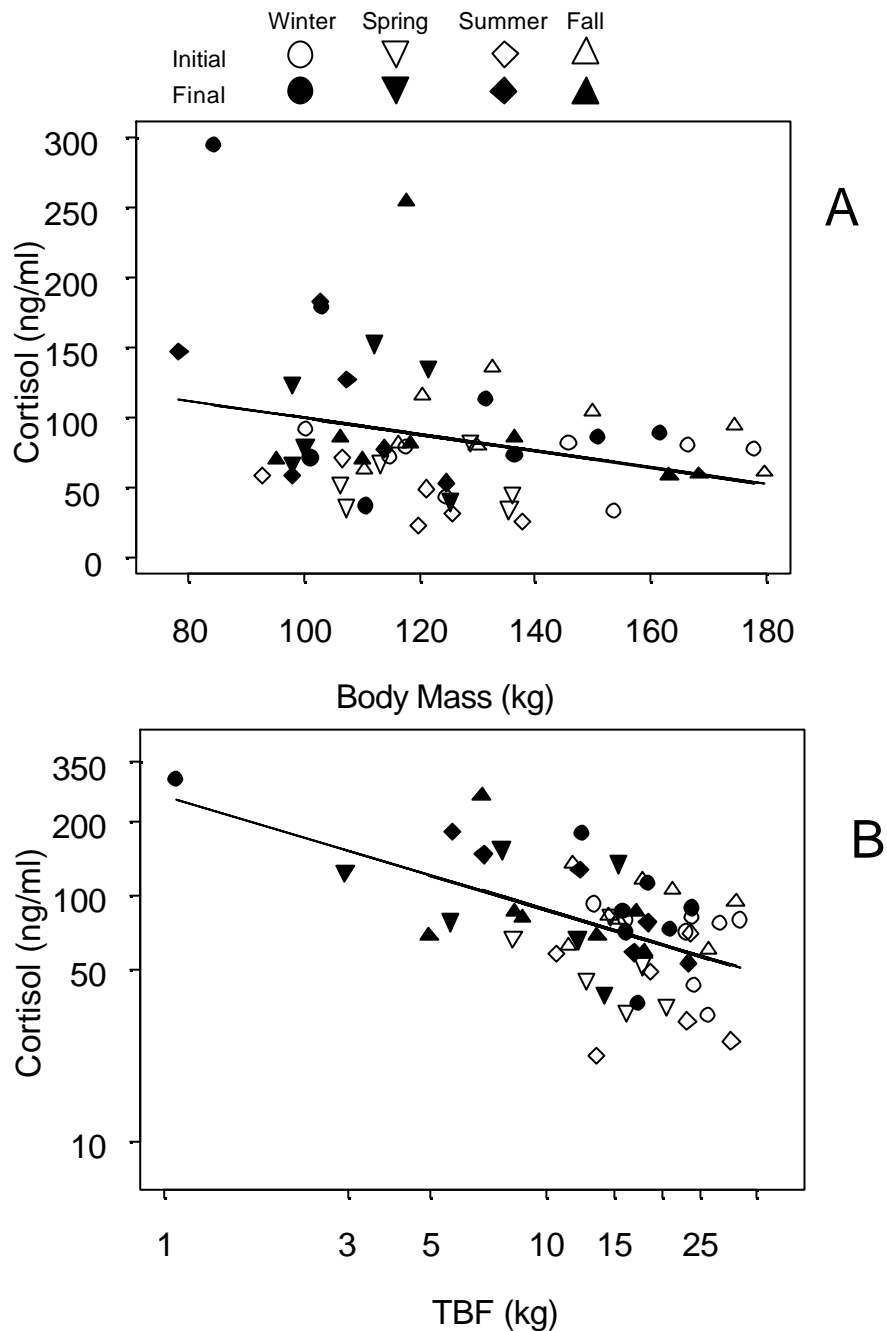 Winter Spring Summer Fall
Initial
Final
A
Cortisol (ng/ml)
300
250
200
150
100
50
0
80 100 120 140 160 180
Body Mass (kg)
B
Cortisol (ng/ml)
350
200
100
50
10
1 3 5 10 15 25
TBF (kg)